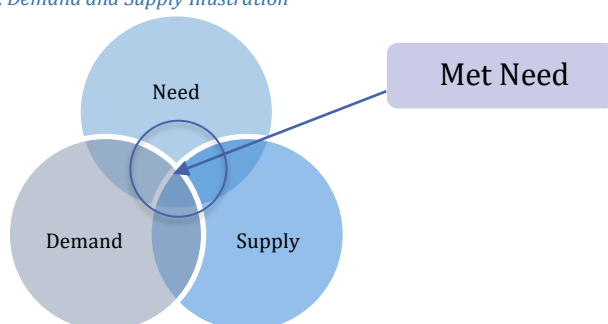 , Demand and Supply Illustration
Met Need
Need
Demand
Supply